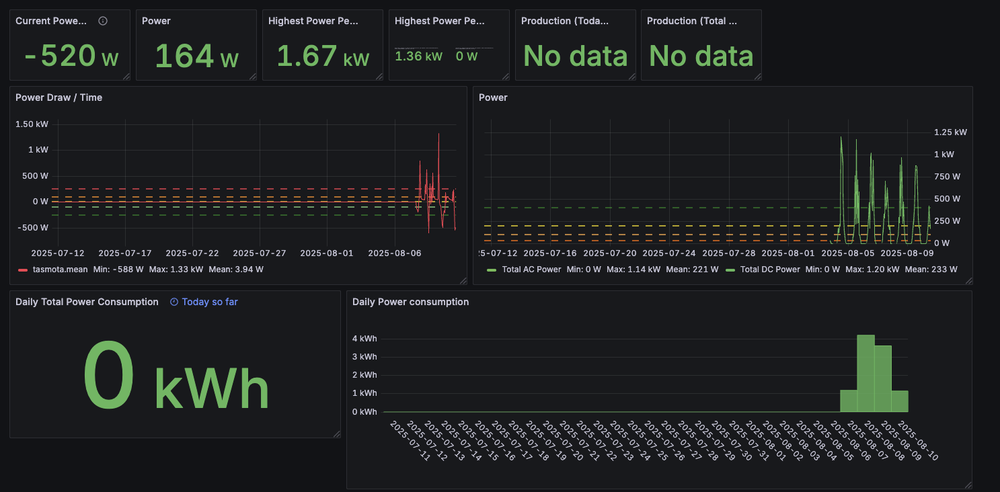 Current Powe...
Power
Highest Power Pe...
Highest Power Pe...
Production (Toda...
Production (Total ...
-520 W
164 W
1.67 kW
1.36 kW
0 W
No data
No data
Power Draw / Time
1.50 kW
1 kW
500 W
0 W
-500 W
2025-07-12
2025-07-17
2025-07-22
2025-07-27
2025-08-01
2025-08-06
tasmota.mean Min: -588 W Max: 1.33 kW Mean: 3.94 W
Power
1.25 kW
1 kW
750 W
500 W
250 W
0 W
5-07-12
2025-07-16
2025-07-20
2025-07-24
2025-07-28
2025-08-01
2025-08-05
2025-08-09
Total AC Power Min: 0 W Max: 1.14 kW Mean: 221 W
Total DC Power Min: 0 W Max: 1.20 kW Mean: 233 W
Daily Total Power Consumption
Today so far
0 kWh
Daily Power consumption
4 kWh
3 kWh
2 kWh
1 kWh
0 kWh
2025-07-11
2025-07-12
2025-07-13
2025-07-14
2025-07-15
2025-07-16
2025-07-17
2025-07-18
2025-07-19
2025-07-20
2025-07-21
2025-07-22
2025-07-23
2025-07-24
2025-07-25
2025-07-26
2025-07-27
2025-07-28
2025-07-29
2025-07-30
2025-07-31
2025-08-01
2025-08-02
2025-08-03
2025-08-04
2025-08-05
2025-08-06
2025-08-07
2025-08-08
2025-08-09
2025-08-10